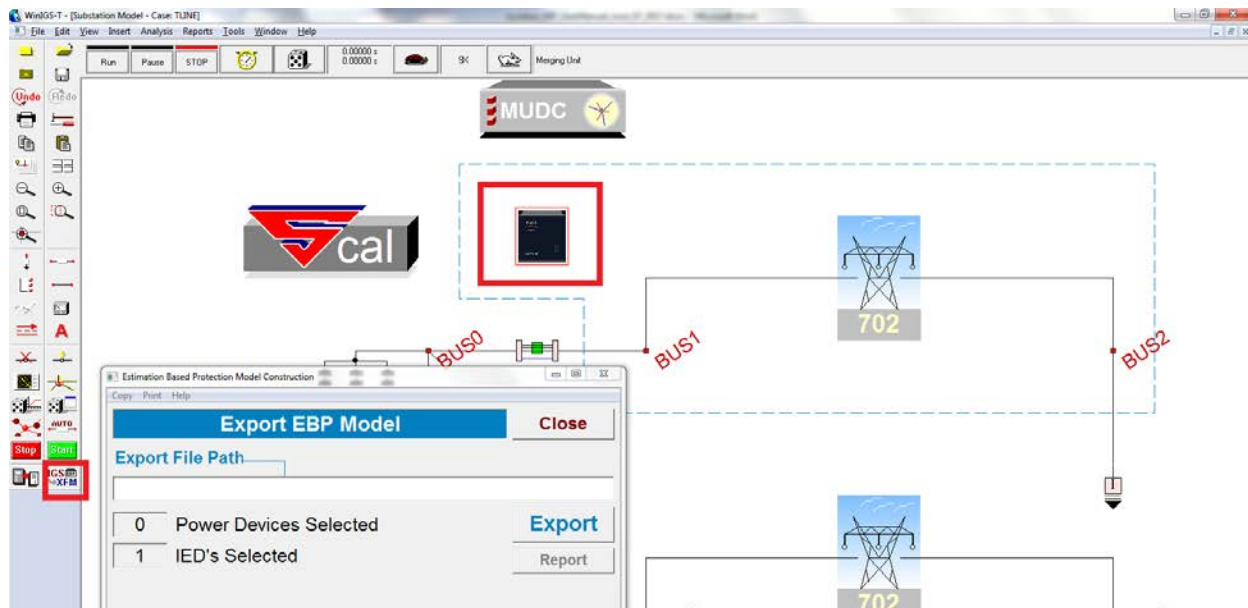 WinIGS-T - [Substation Model - Case: TLINE]
File Edit View Insert Analysis Reports Tools Window Help
Run Pause STOP 0.00000 s 0.00000 s Merging Unit
Undo Redo
MUDC
Scal
702
BUS0 BUS1 BUS2
A
AUTO
Stop Start
IGS XFM
Estimation Based Protection Model Construction
Copy Print Help
Export EBP Model Close
Export File Path
0 Power Devices Selected Export
1 IED's Selected Report
I
702